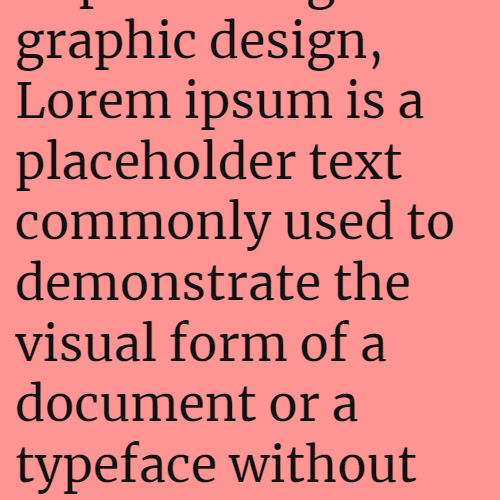 graphic design,
Lorem ipsum is a
placeholder text
commonly used to
demonstrate the
visual form of a
document or a
typeface without